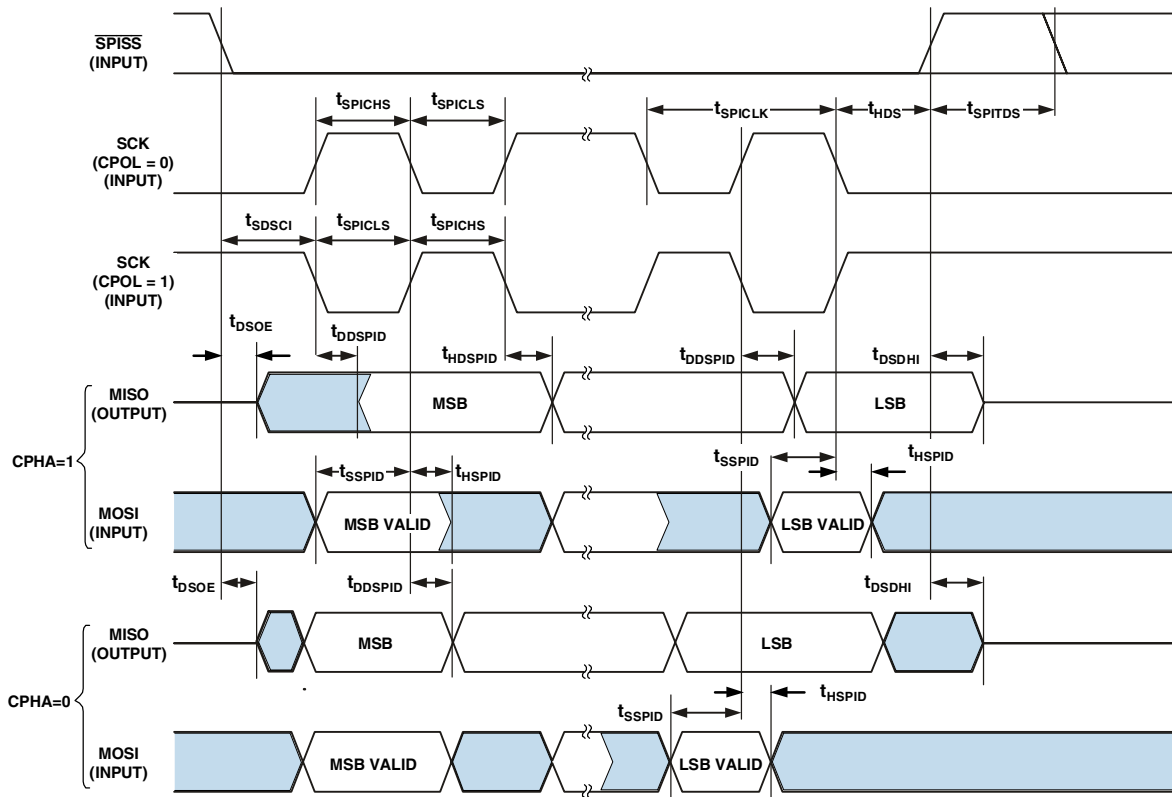 SPISS
(INPUT)
tSPICHS tSPICLS tSPICLK tHDS tSPITDS
SCK
(CPOL = 0)
(INPUT)
tSDSCI tSPICLS tSPICHS
SCK
(CPOL = 1)
(INPUT)
tDSOE tDDSPID tHDSPID tDDSPID tDSDHI
MISO
(OUTPUT)
MSB LSB
CPHA=1
tSSPID tHSPID tSSPID tHSPID
MOSI
(INPUT)
MSB VALID LSB VALID
tDSOE tDDSPID tDSDHI
MISO
(OUTPUT)
MSB LSB
CPHA=0
tSSPID tHSPID
MOSI
(INPUT)
MSB VALID LSB VALID